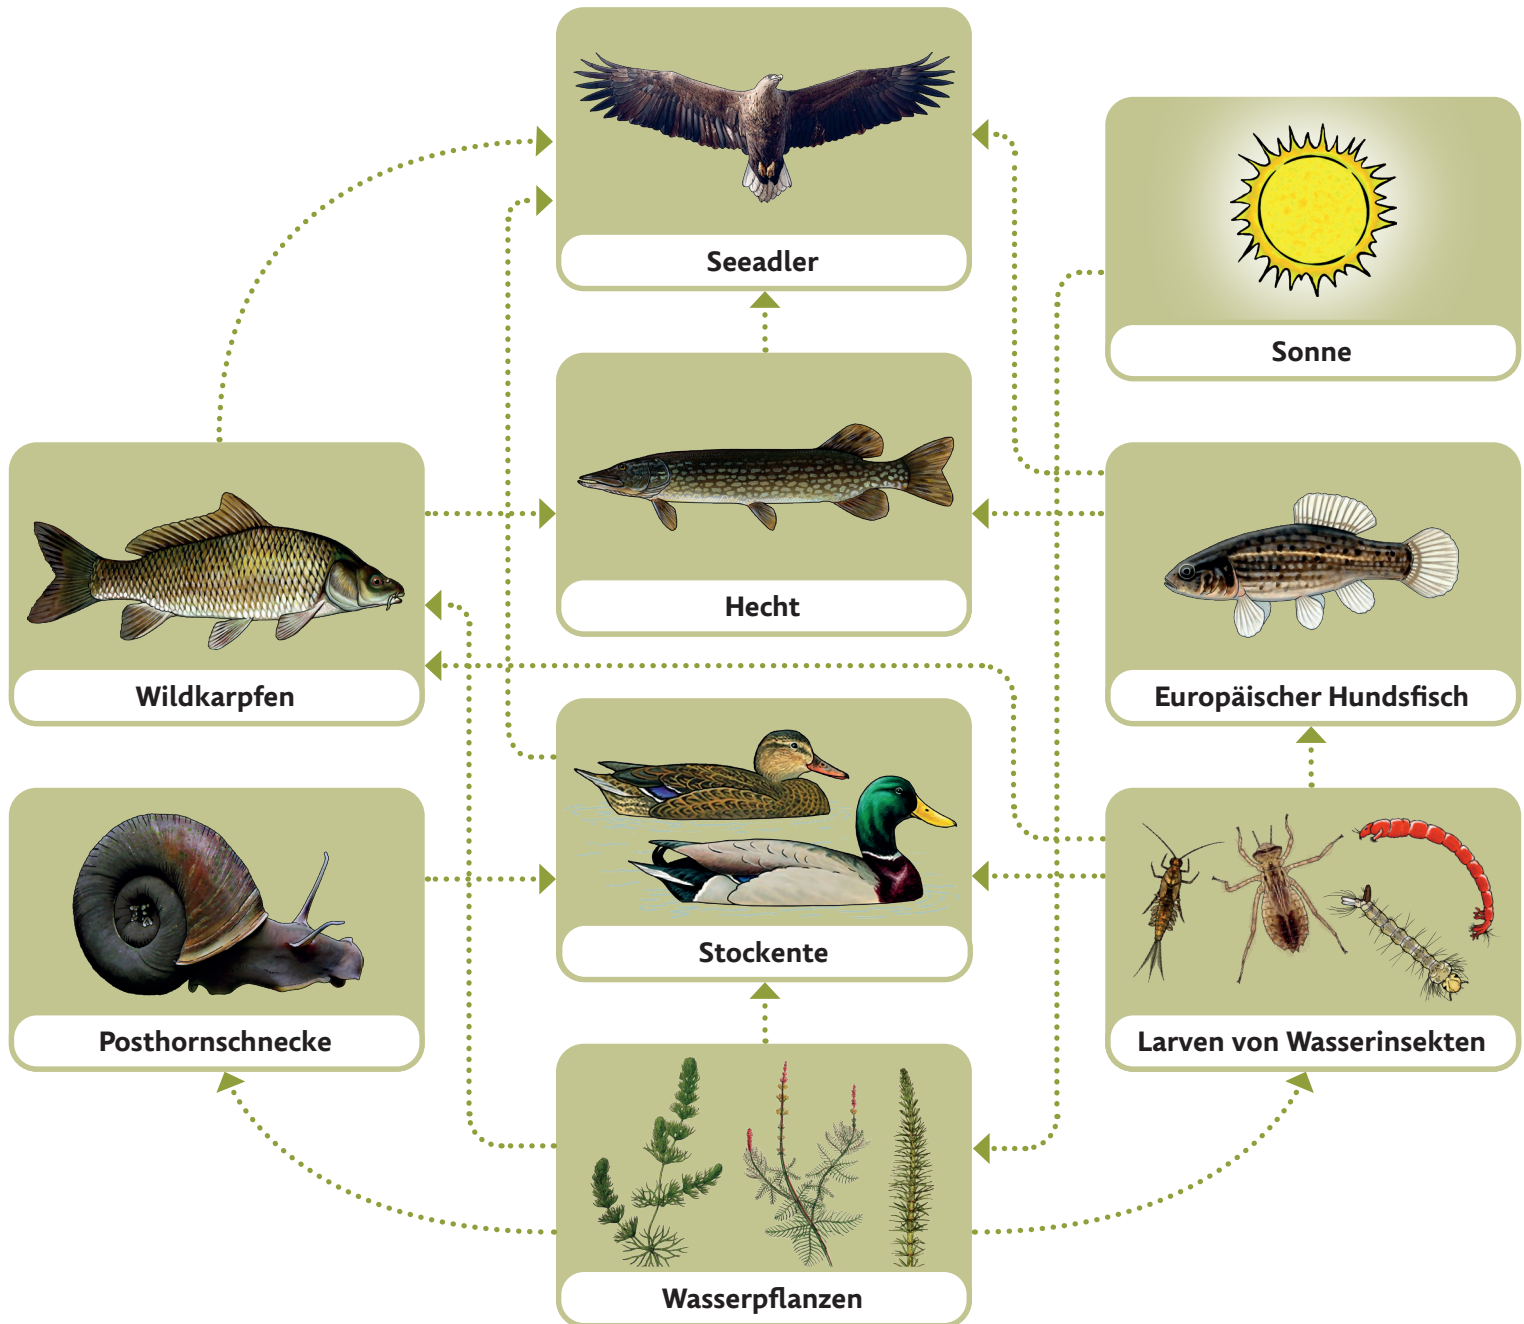 Seeadler
Sonne
Hecht
Wildkarpfen
Europäischer Hundsfisch
Stockente
Posthornschnecke
Larven von Wasserinsekten
Wasserpflanzen